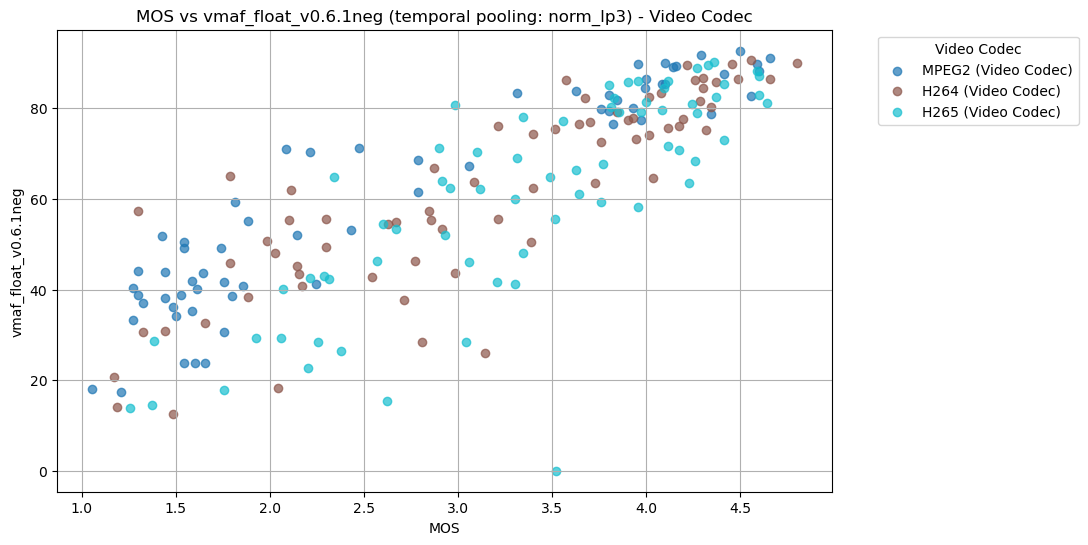 MOS vs vmaf_float_v0.6.1neg (temporal pooling: norm_lp3) - Video Codec
Video Codec
MPEG2 (Video Codec)
H264 (Video Codec)
H265 (Video Codec)
vmaf_float_v0.6.1neg
80
60
40
20
0
1.0 1.5 2.0 2.5 3.0 3.5 4.0 4.5
MOS